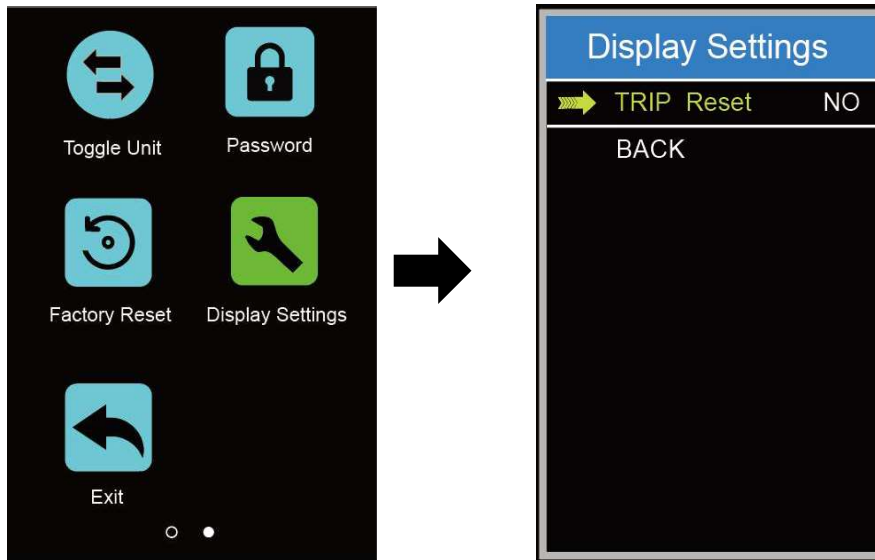 Toggle Unit
Password
Factory Reset
Display Settings
Exit
Display Settings
TRIP Reset NO
BACK